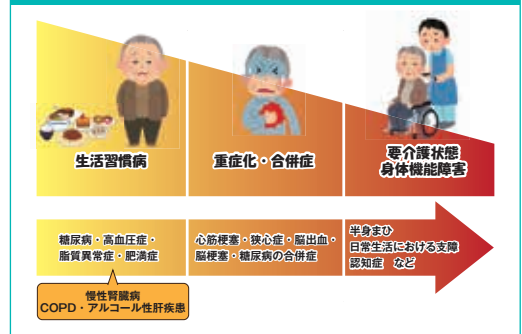 生活習慣病
重症化・合併症
要介護状態
身体機能障害
糖尿病・高血圧症・
脂質異常症・肥満症
心筋梗塞・狭心症・脳出血・
脳梗塞・糖尿病の合併症
半身まひ
日常生活における支障
認知症 など
慢性腎臓病
COPD・アルコール性肝疾患